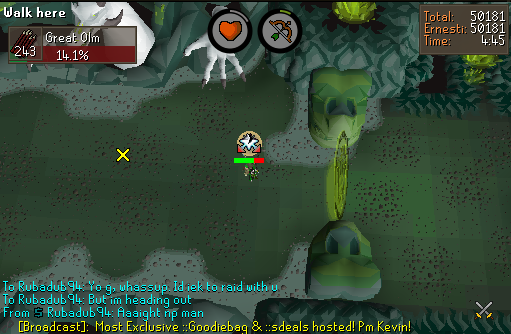 Walk here
Great Olm
243
14.1%
Total: 50181
Ernesti: 50181
Time: 4:45
To Rubadub94: Yo g, whassup. Id iek to raid with u
To Rubadub94: But im heading out
From Rubadub94: Aaaight np man
[Broadcast]: Most Exclusive ::Goodiebag & ::sdeals hosted! Pm Kevin!